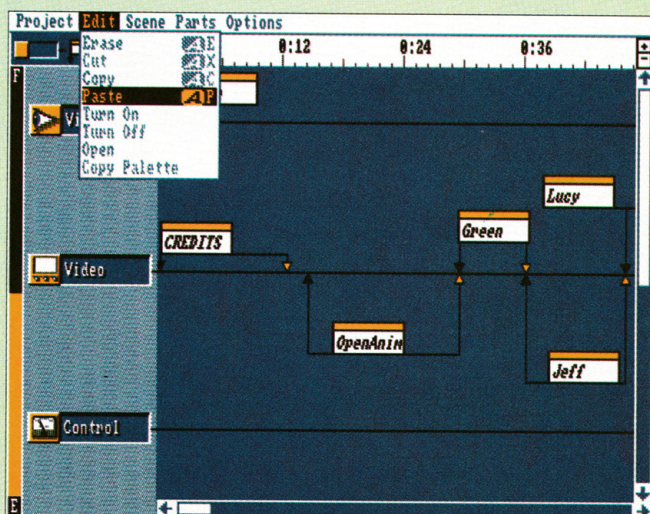 Project Edit Scene Parts Options
0:12 0:24 0:36
Erase A E
Cut A X
Copy A C
Paste A P
Turn On
Turn Off
Open
Copy Palette
Vi
Lucy
CREDITS
Green
Video
OpenAnim
Jeff
Control
F
E